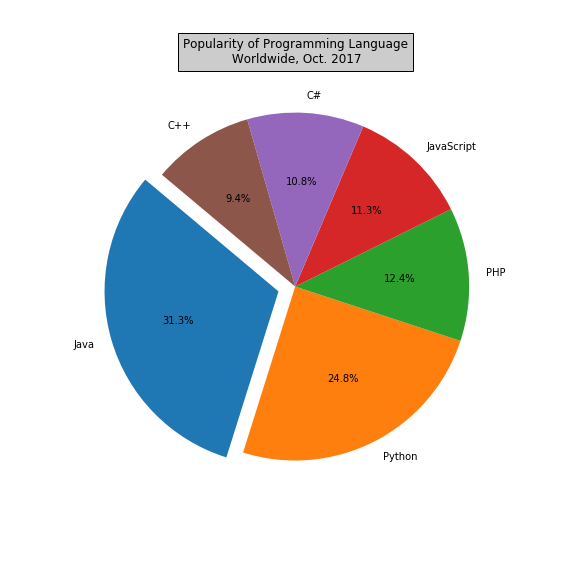 Popularity of Programming Language
Worldwide, Oct. 2017
C#
C++
JavaScript
10.8%
9.4%
11.3%
PHP
12.4%
31.3%
Java
24.8%
Python